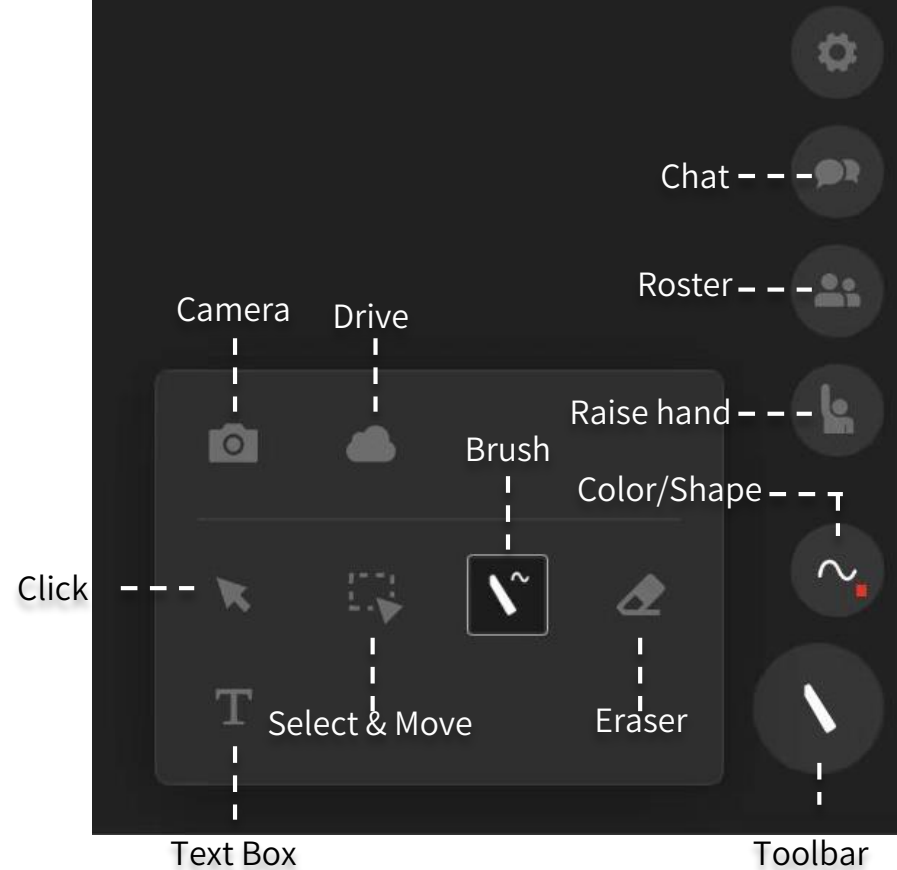 Chat
Roster
Camera
Drive
Raise hand
Brush
Color/Shape
Click
Select & Move
Eraser
Text Box
Toolbar